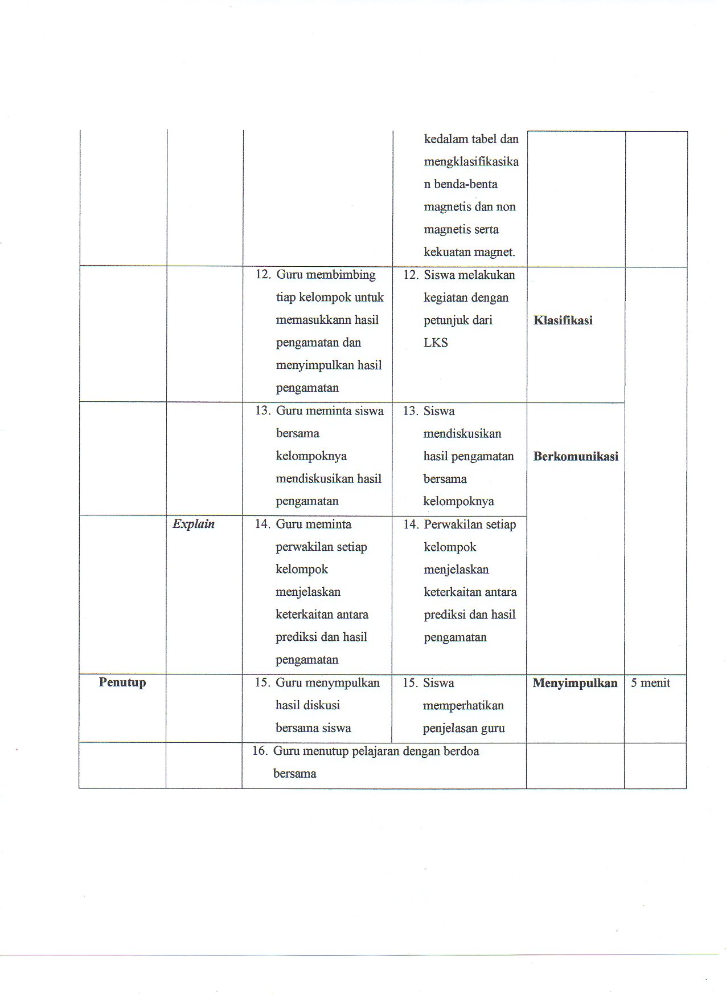 kedalam tabel dan
mengklasifikasika
n benda-benta
magnetis dan non
magnetis serta
kekuatan magnet.
12. Guru membimbing
tiap kelompok untuk
memasukkann hasil
pengamatan dan
menyimpulkan hasil
pengamatan
12. Siswa melakukan
kegiatan dengan
petunjuk dari
LKS
Klasifikasi
13. Guru meminta siswa
bersama
kelompoknya
mendiskusikan hasil
pengamatan
13. Siswa
mendiskusikan
hasil pengamatan
bersama
kelompoknya
Berkomunikasi
Explain
14. Guru meminta
perwakilan setiap
kelompok
menjelaskan
keterkaitan antara
prediksi dan hasil
pengamatan
14. Perwakilan setiap
kelompok
menjelaskan
keterkaitan antara
prediksi dan hasil
pengamatan
Penutup
15. Guru menympulkan
hasil diskusi
bersama siswa
15. Siswa
memperhatikan
penjelasan guru
Menyimpulkan
5 menit
16. Guru menutup pelajaran dengan berdoa
bersama